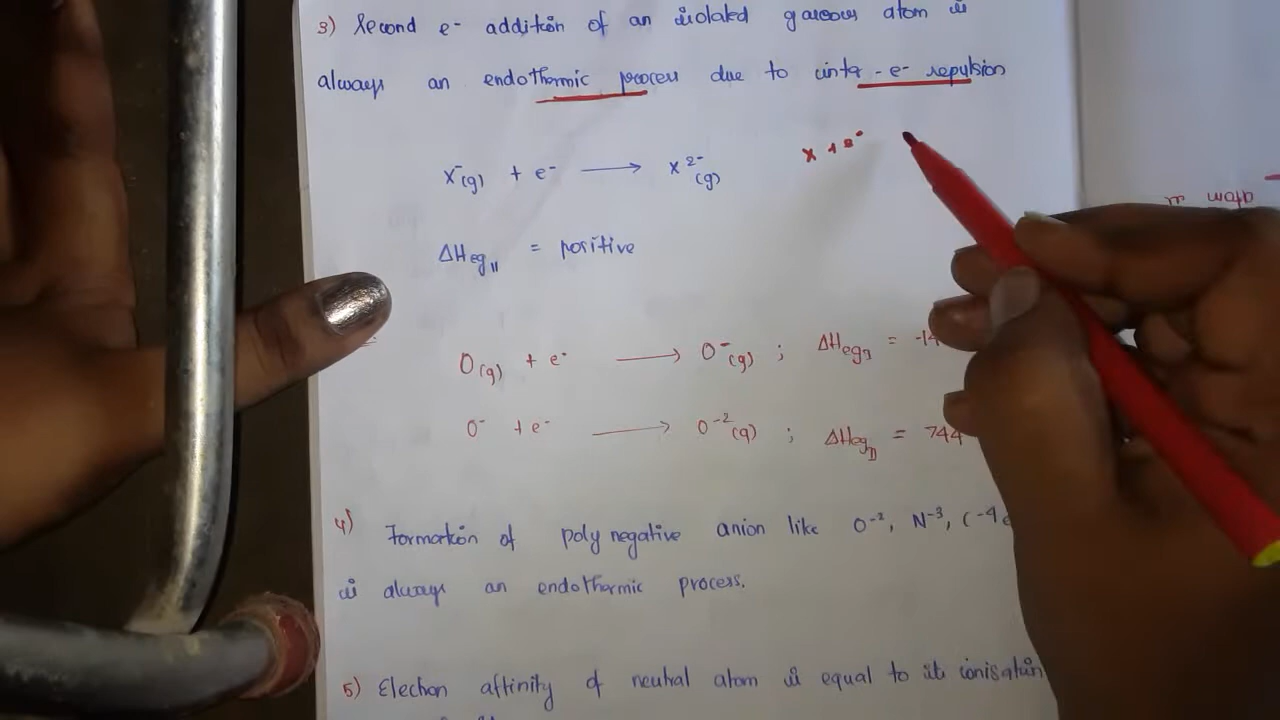 3) Second e- addition of an isolated gaseous atom is
always an endothermic process due to inter-e- repulsion
X-(g) + e- ⟶ X2-(g)
X + e-
ΔHegII = positive
O(g) + e- ⟶ O-(g) ; ΔHegI = -14
O- + e- ⟶ O-2(g) ; ΔHegII = 744
4) Formation of poly negative anion like O-2, N-3, C-4
is always an endothermic process.
5) Electron affinity of neutral atom is equal to its ionisation
atom is